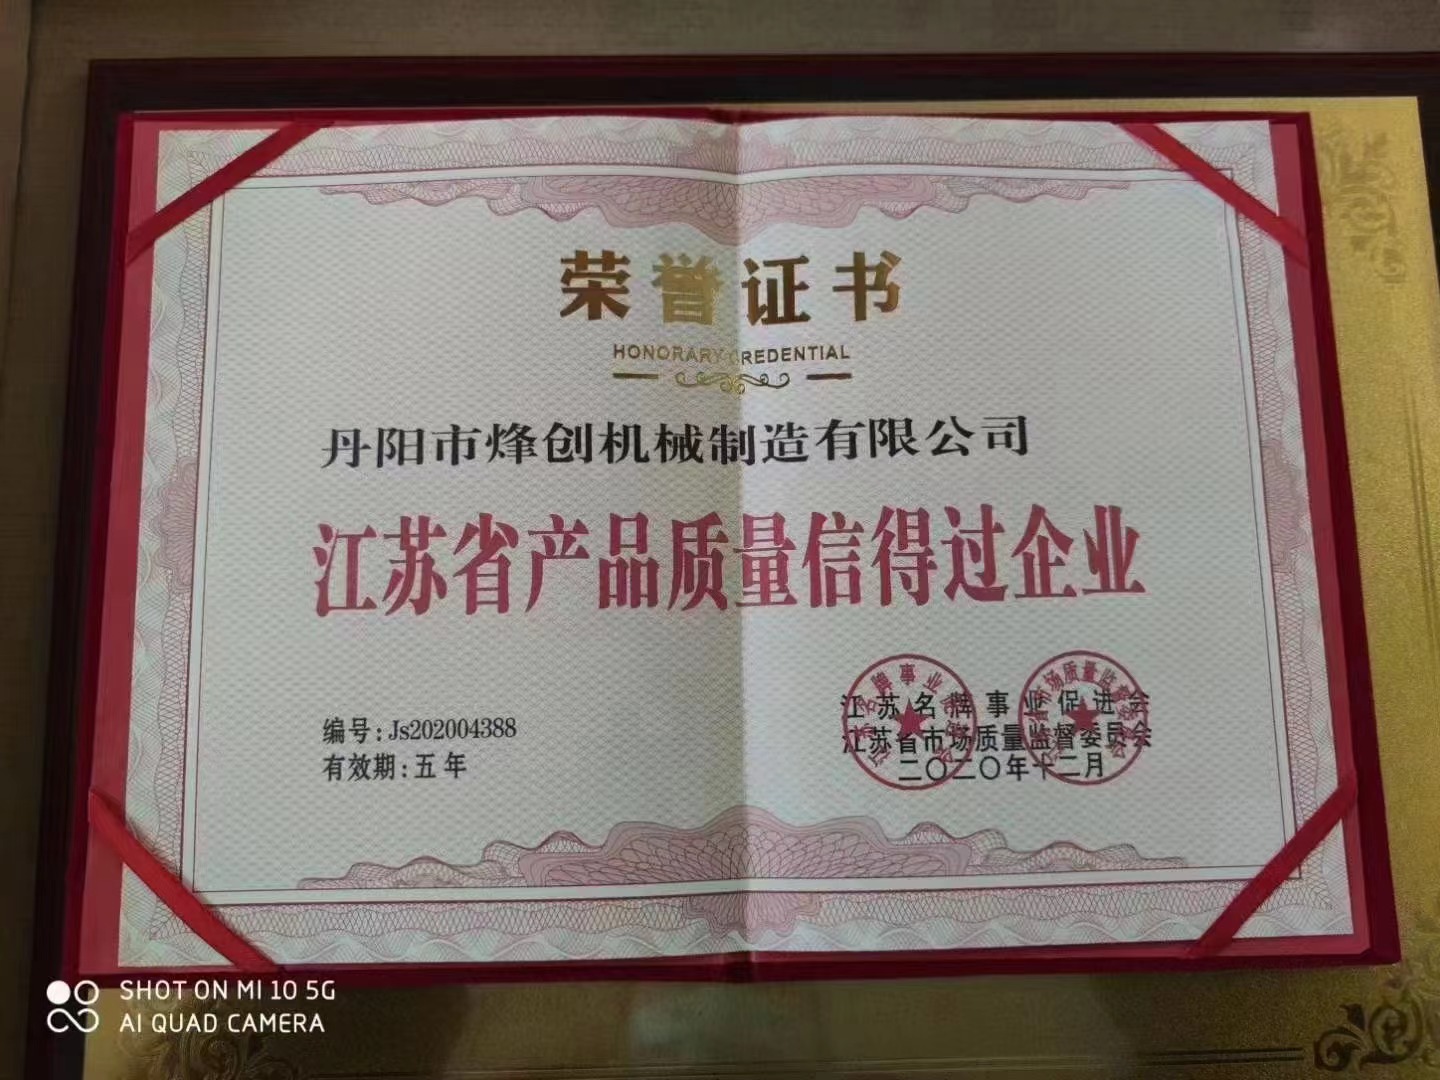 荣誉证书
HONORARY CREDENTIAL
丹阳市烽创机械制造有限公司
江苏省产品质量信得过企业
编号:Js202004388
有效期:五年
江苏名牌事业促进会
江苏省市场质量监督委员会
二〇二〇年十二月
SHOT ON MI 10 5G
AI QUAD CAMERA